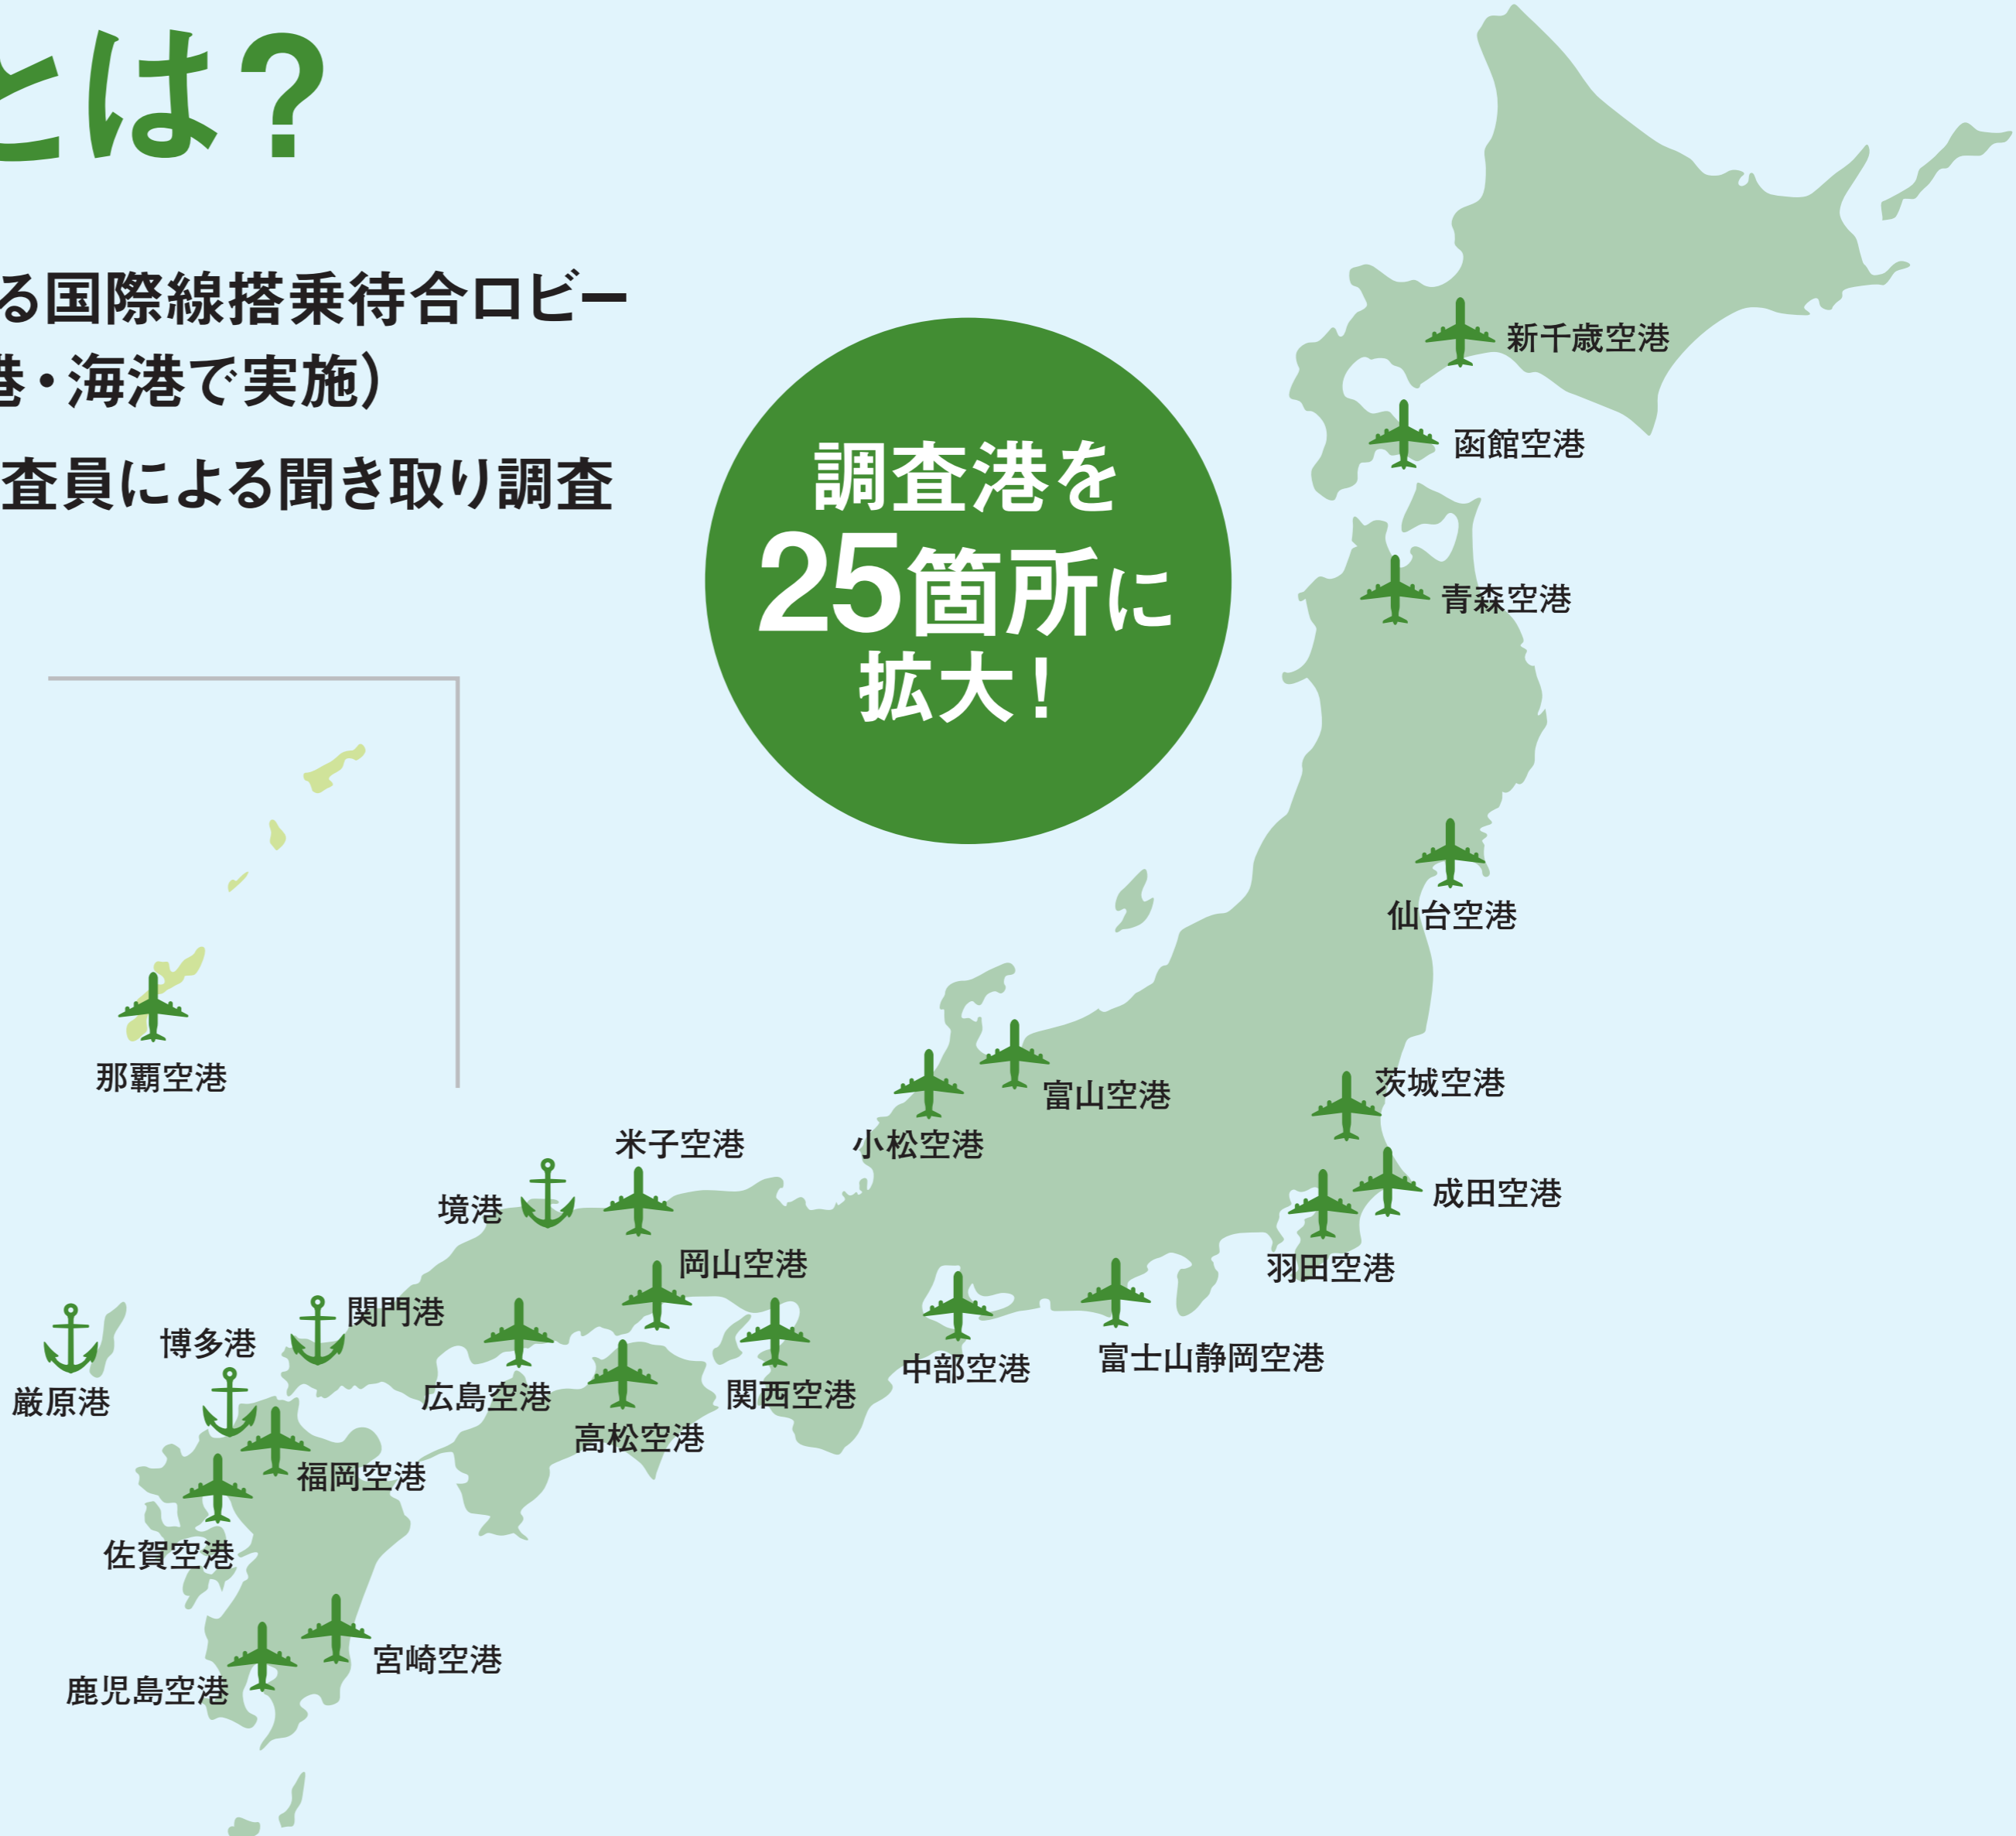 とは？
る国際線搭乗待合ロビー
港・海港で実施）
査員による聞き取り調査
調査港を
25箇所に
拡大！
新千歳空港
函館空港
青森空港
仙台空港
那覇空港
茨城空港
富山空港
小松空港
米子空港
境港
成田空港
岡山空港
羽田空港
関門港
博多港
富士山静岡空港
中部空港
関西空港
広島空港
厳原港
高松空港
福岡空港
佐賀空港
宮崎空港
鹿児島空港